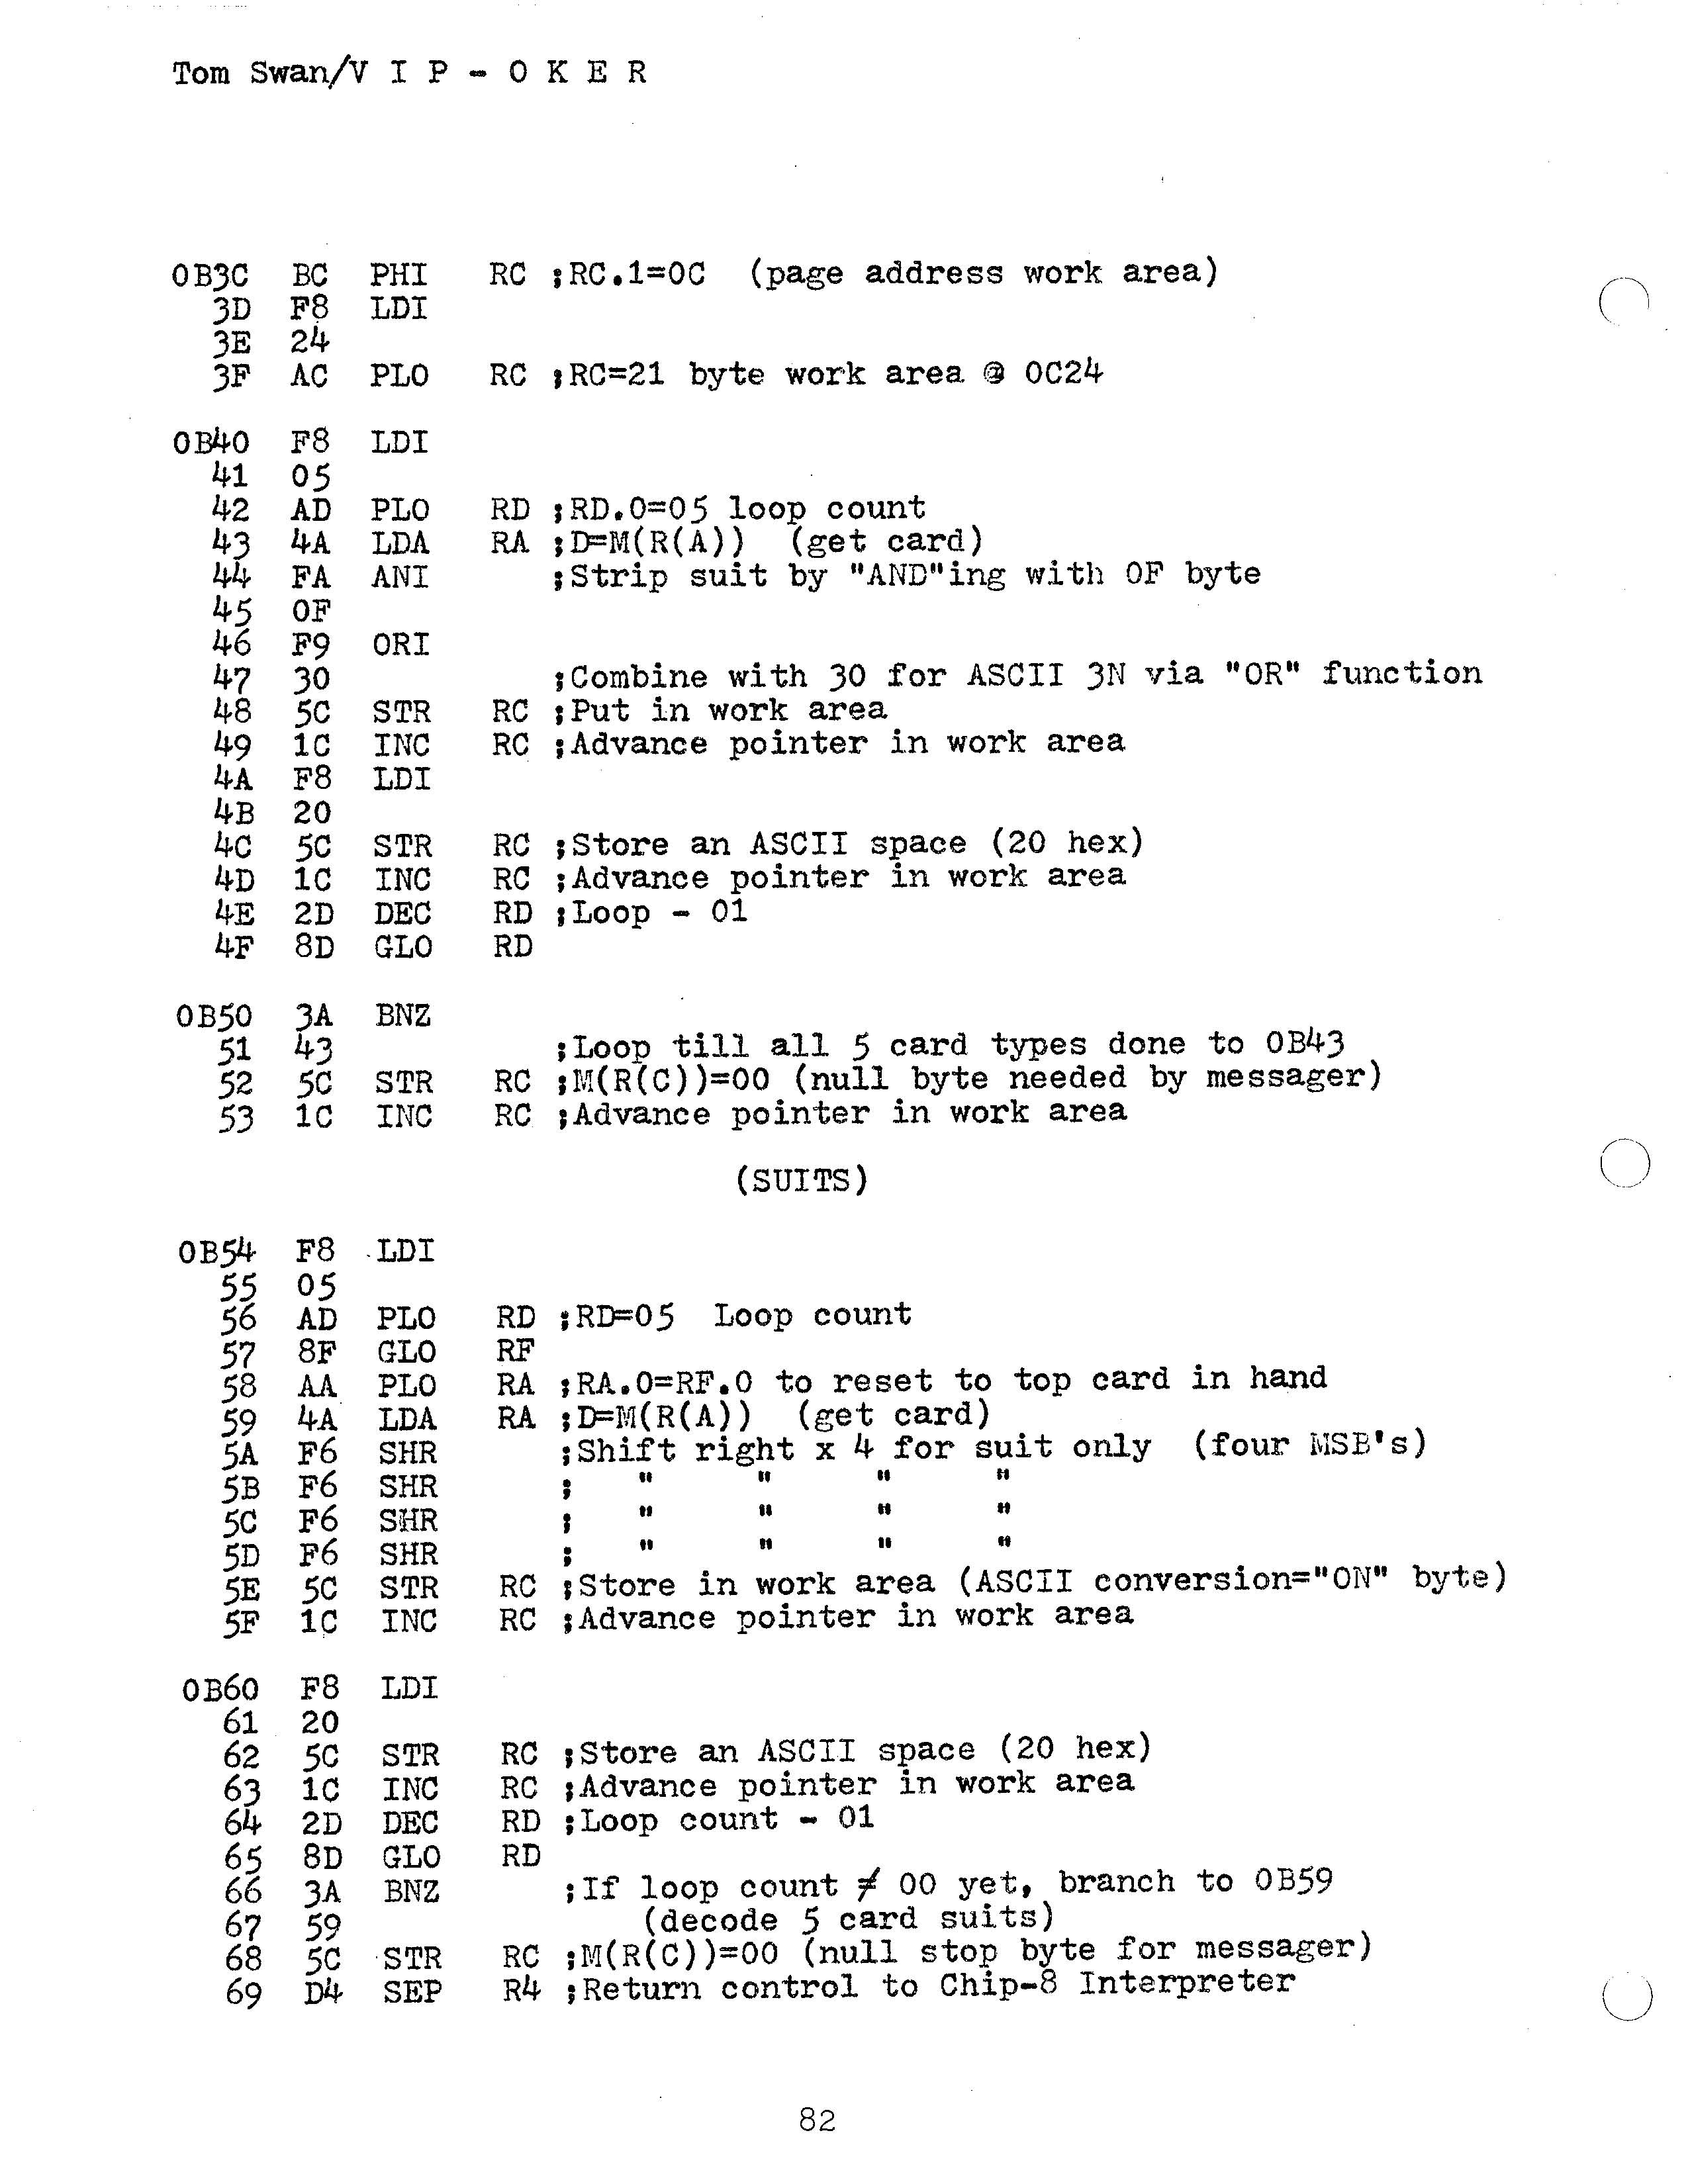 Tom Swan/V I P - O K E R
0B3C BC PHI RC ;RC.1=0C (page address work area)
3D F8 LDI
3E 24
3F AC PLO RC ;RC=21 byte work area @ 0C24
0B40 F8 LDI
41 05
42 AD PLO RD ;RD.0=05 loop count
43 4A LDA RA ;D=M(R(A)) (get card)
44 FA ANI ;Strip suit by "AND"ing with 0F byte
45 0F
46 F9 ORI
47 30 ;Combine with 30 for ASCII 3N via "OR" function
48 5C STR RC ;Put in work area
49 1C INC RC ;Advance pointer in work area
4A F8 LDI
4B 20
4C 5C STR RC ;Store an ASCII space (20 hex)
4D 1C INC RC ;Advance pointer in work area
4E 2D DEC RD ;Loop - 01
4F 8D GLO RD
0B50 3A BNZ
51 43 ;Loop till all 5 card types done to 0B43
52 5C STR RC ;M(R(C))=00 (null byte needed by messager)
53 1C INC RC ;Advance pointer in work area
(SUITS)
0B54 F8 LDI
55 05
56 AD PLO RD ;RD=05 Loop count
57 8F GLO RF
58 AA PLO RA ;RA.0=RF.0 to reset to top card in hand
59 4A LDA RA ;D=M(R(A)) (get card)
5A F6 SHR ;Shift right x 4 for suit only (four MSB's)
5B F6 SHR ; " " " "
5C F6 SHR ; " " " "
5D F6 SHR ; " " " "
5E 5C STR RC ;Store in work area (ASCII conversion="0N" byte)
5F 1C INC RC ;Advance pointer in work area
0B60 F8 LDI
61 20
62 5C STR RC ;Store an ASCII space (20 hex)
63 1C INC RC ;Advance pointer in work area
64 2D DEC RD ;Loop count - 01
65 8D GLO RD
66 3A BNZ ;If loop count ≠ 00 yet, branch to 0B59
67 59 (decode 5 card suits)
68 5C STR RC ;M(R(C))=00 (null stop byte for messager)
69 D4 SEP R4 ;Return control to Chip-8 Interpreter
82